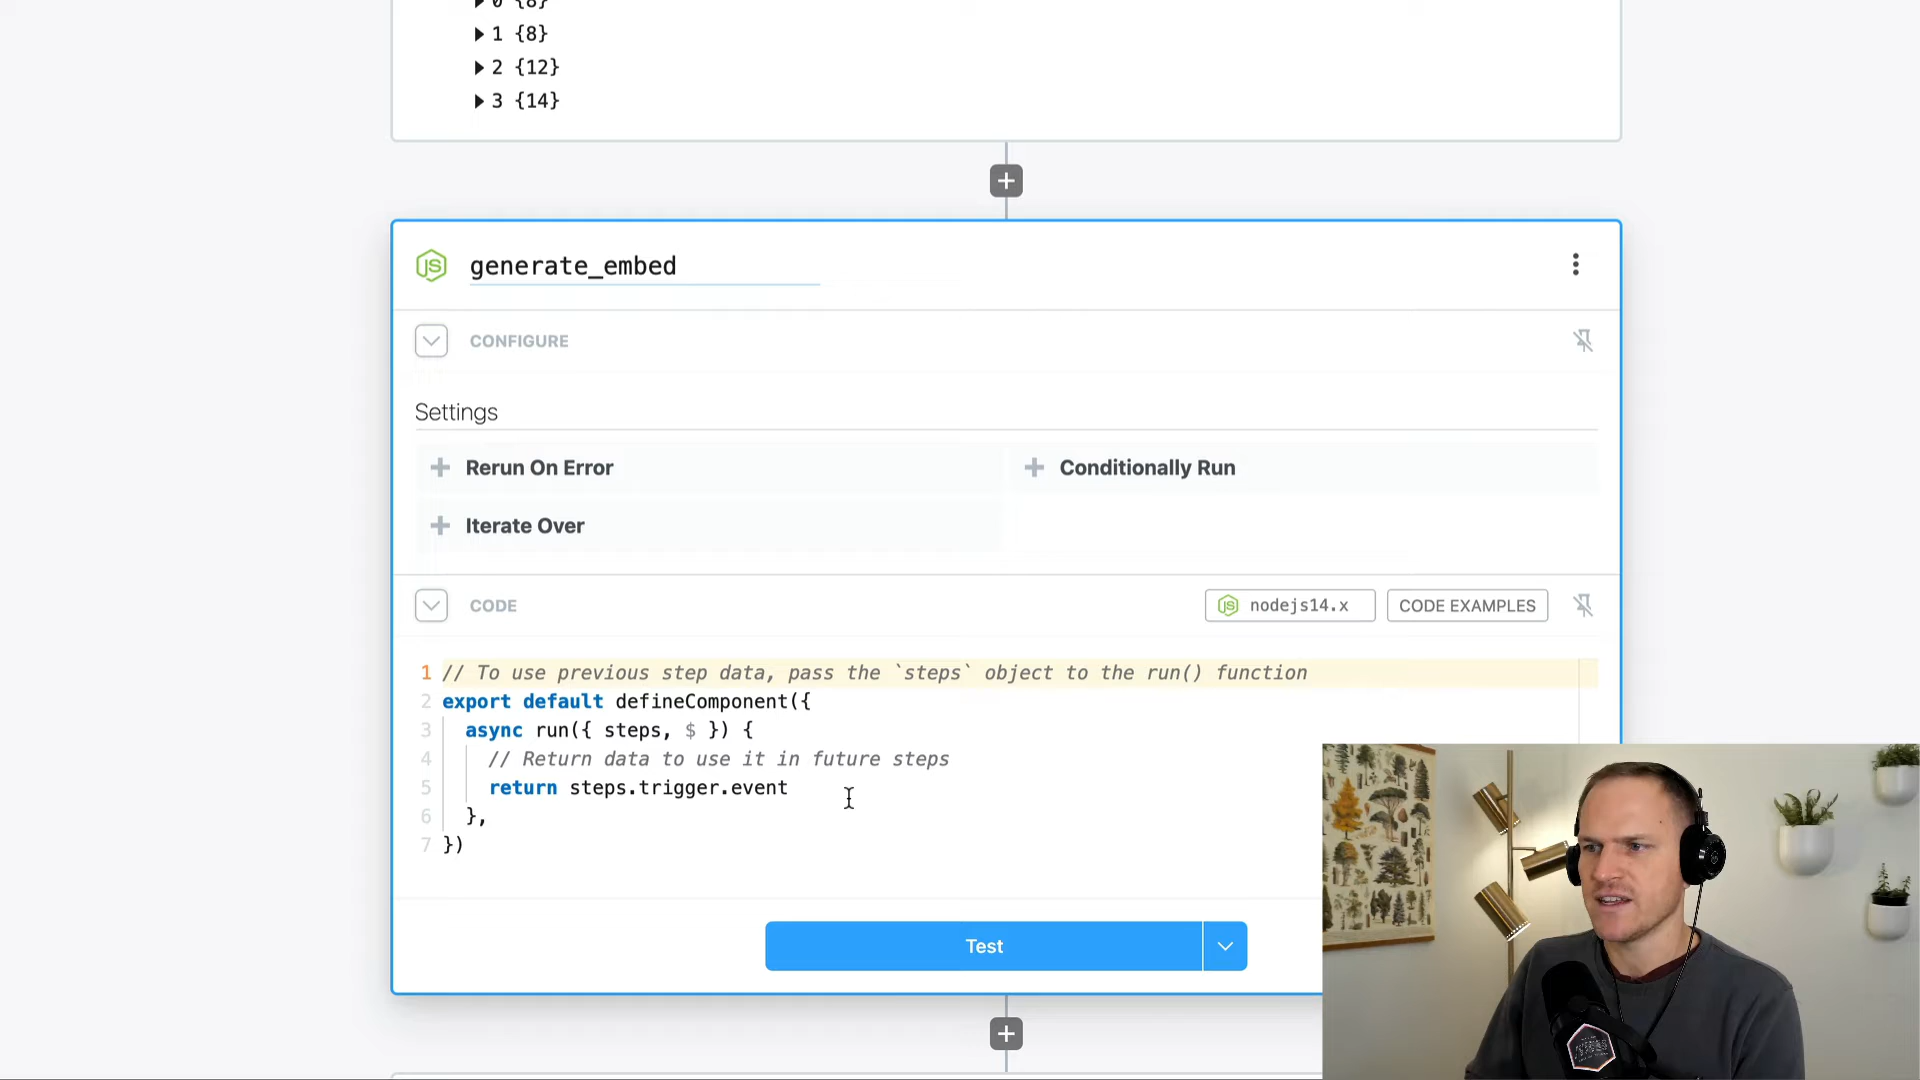 0 {8}
1 {8}
2 {12}
3 {14}
generate_embed
CONFIGURE
Settings
Rerun On Error
Conditionally Run
Iterate Over
CODE
nodejs14.x
CODE EXAMPLES
1 // To use previous step data, pass the `steps` object to the run() function
2 export default defineComponent({
3 async run({ steps, $ }) {
4 // Return data to use it in future steps
5 return steps.trigger.event
6 },
7 })
Test